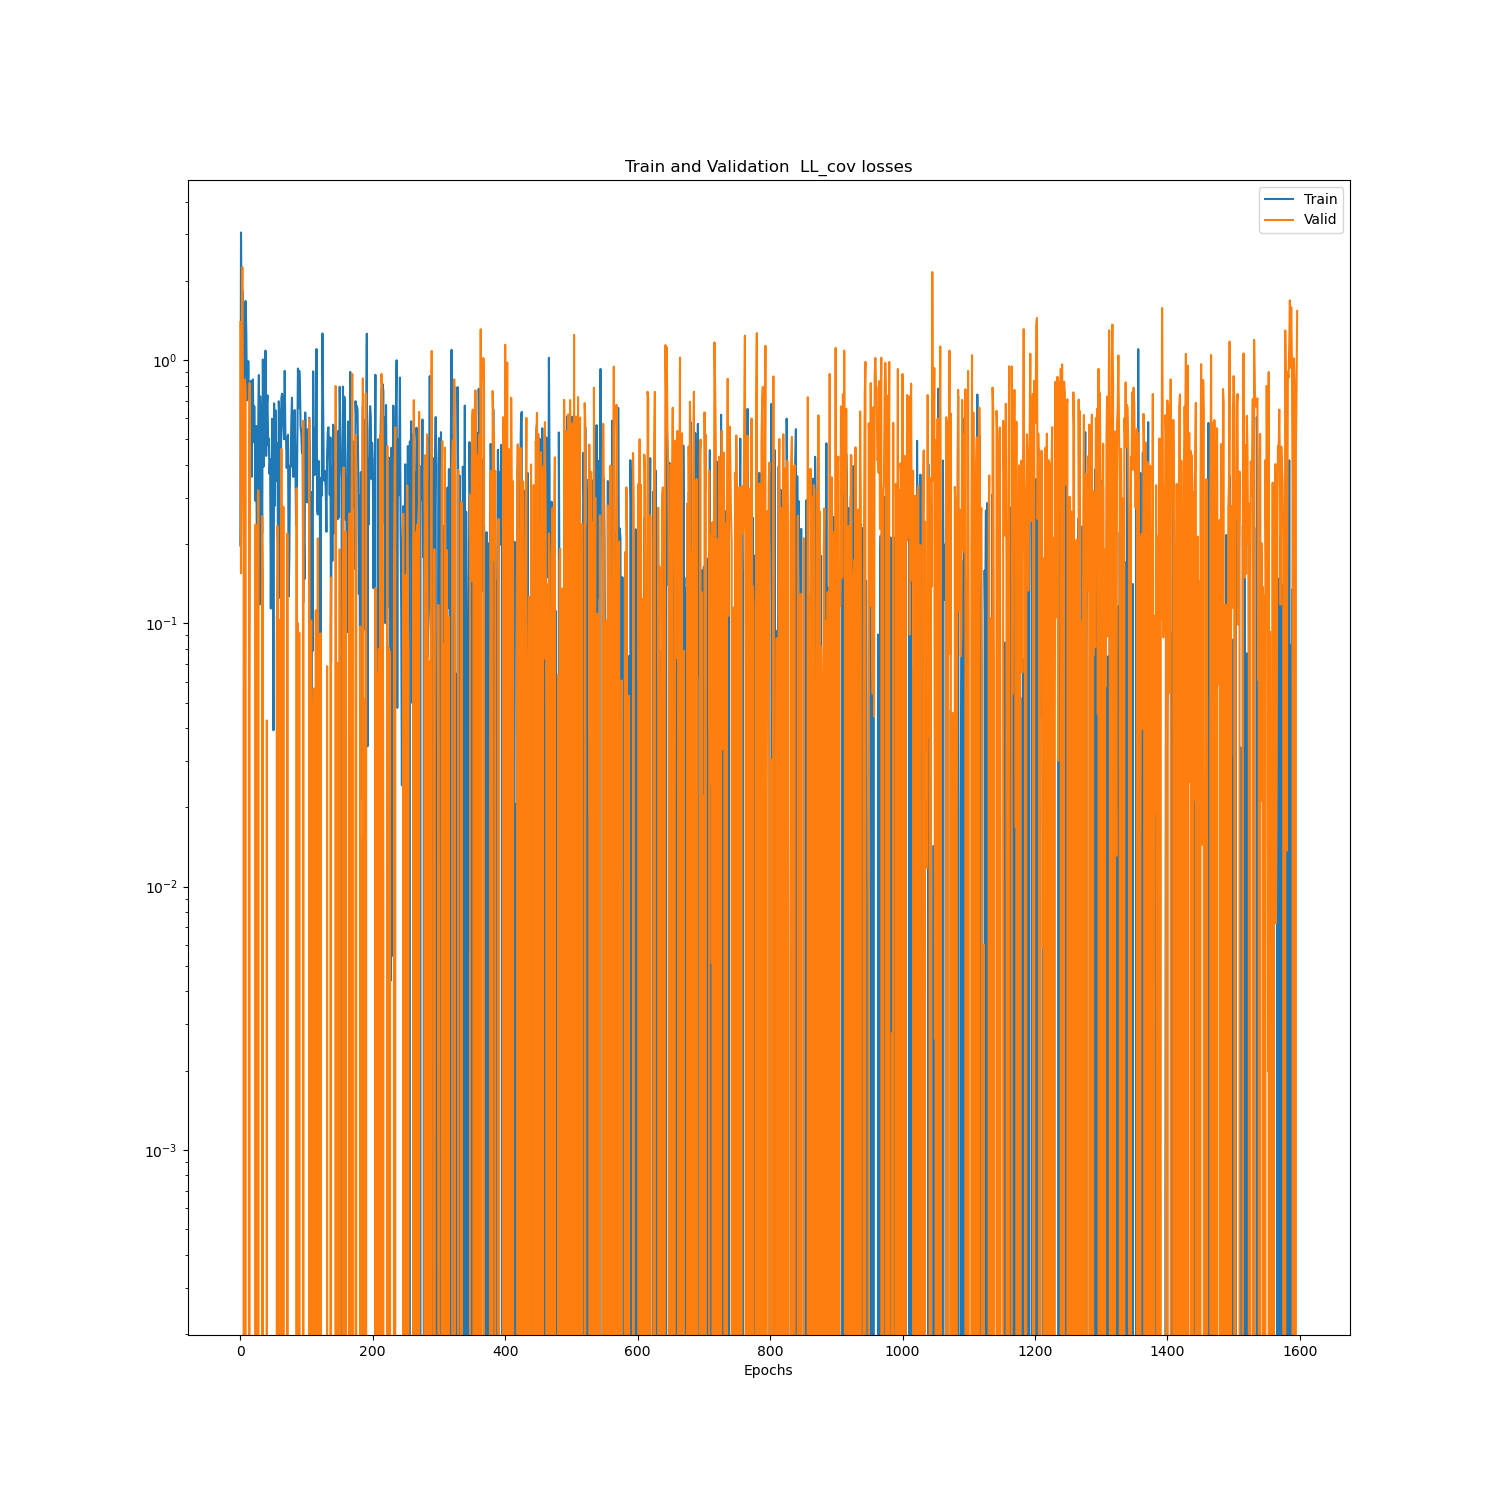 Train and Validation  LL_cov losses
Train
Valid
10⁰
10⁻¹
10⁻²
10⁻³
0 200 400 600 800 1000 1200 1400 1600
Epochs